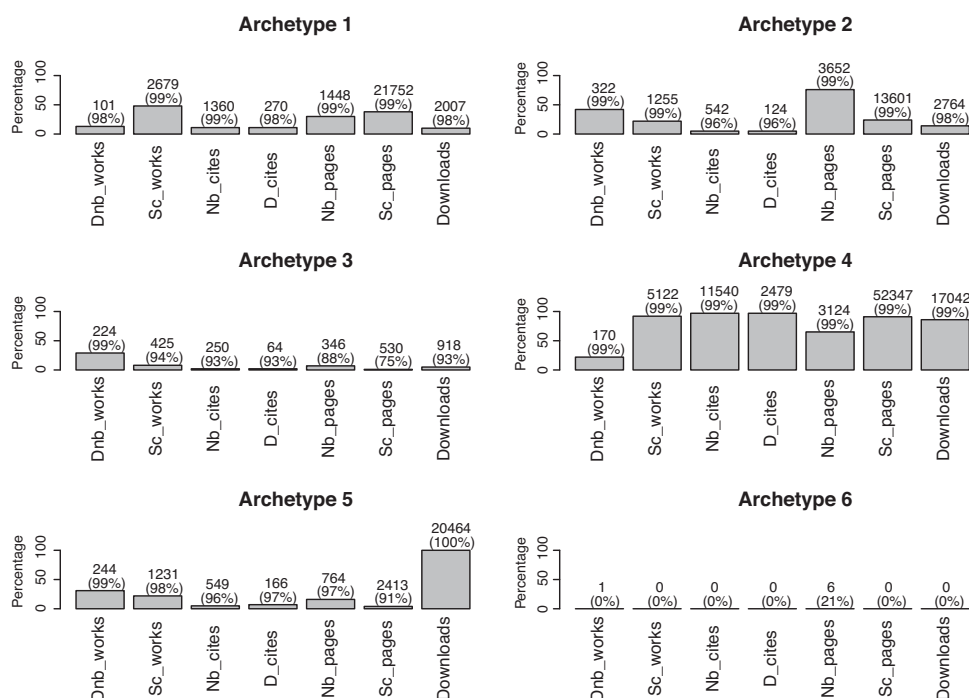 Archetype 1
Percentage
0 50 100
101 (98%)
2679 (99%)
1360 (99%)
270 (98%)
1448 (99%)
21752 (99%)
2007 (98%)
Dnb_works
Sc_works
Nb_cites
D_cites
Nb_pages
Sc_pages
Downloads
Archetype 2
Percentage
0 50 100
322 (99%)
1255 (99%)
542 (96%)
124 (96%)
3652 (99%)
13601 (99%)
2764 (98%)
Dnb_works
Sc_works
Nb_cites
D_cites
Nb_pages
Sc_pages
Downloads
Archetype 3
Percentage
0 50 100
224 (99%)
425 (94%)
250 (93%)
64 (93%)
346 (88%)
530 (75%)
918 (93%)
Dnb_works
Sc_works
Nb_cites
D_cites
Nb_pages
Sc_pages
Downloads
Archetype 4
Percentage
0 50 100
170 (99%)
5122 (99%)
11540 (99%)
2479 (99%)
3124 (99%)
52347 (99%)
17042 (99%)
Dnb_works
Sc_works
Nb_cites
D_cites
Nb_pages
Sc_pages
Downloads
Archetype 5
Percentage
0 50 100
244 (99%)
1231 (98%)
549 (96%)
166 (97%)
764 (97%)
2413 (91%)
20464 (100%)
Dnb_works
Sc_works
Nb_cites
D_cites
Nb_pages
Sc_pages
Downloads
Archetype 6
Percentage
0 50 100
1 (0%)
0 (0%)
0 (0%)
0 (0%)
6 (21%)
0 (0%)
0 (0%)
Dnb_works
Sc_works
Nb_cites
D_cites
Nb_pages
Sc_pages
Downloads